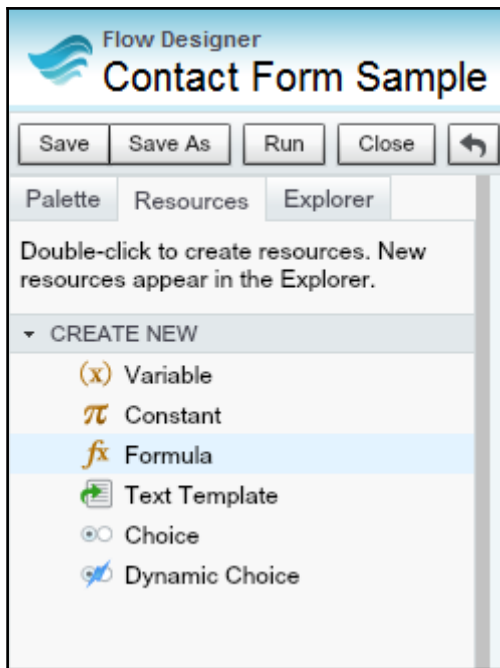 Flow Designer
Contact Form Sample
Save Save As Run Close
Palette Resources Explorer
Double-click to create resources. New
resources appear in the Explorer.
CREATE NEW
(x) Variable
π Constant
fx Formula
Text Template
Choice
Dynamic Choice